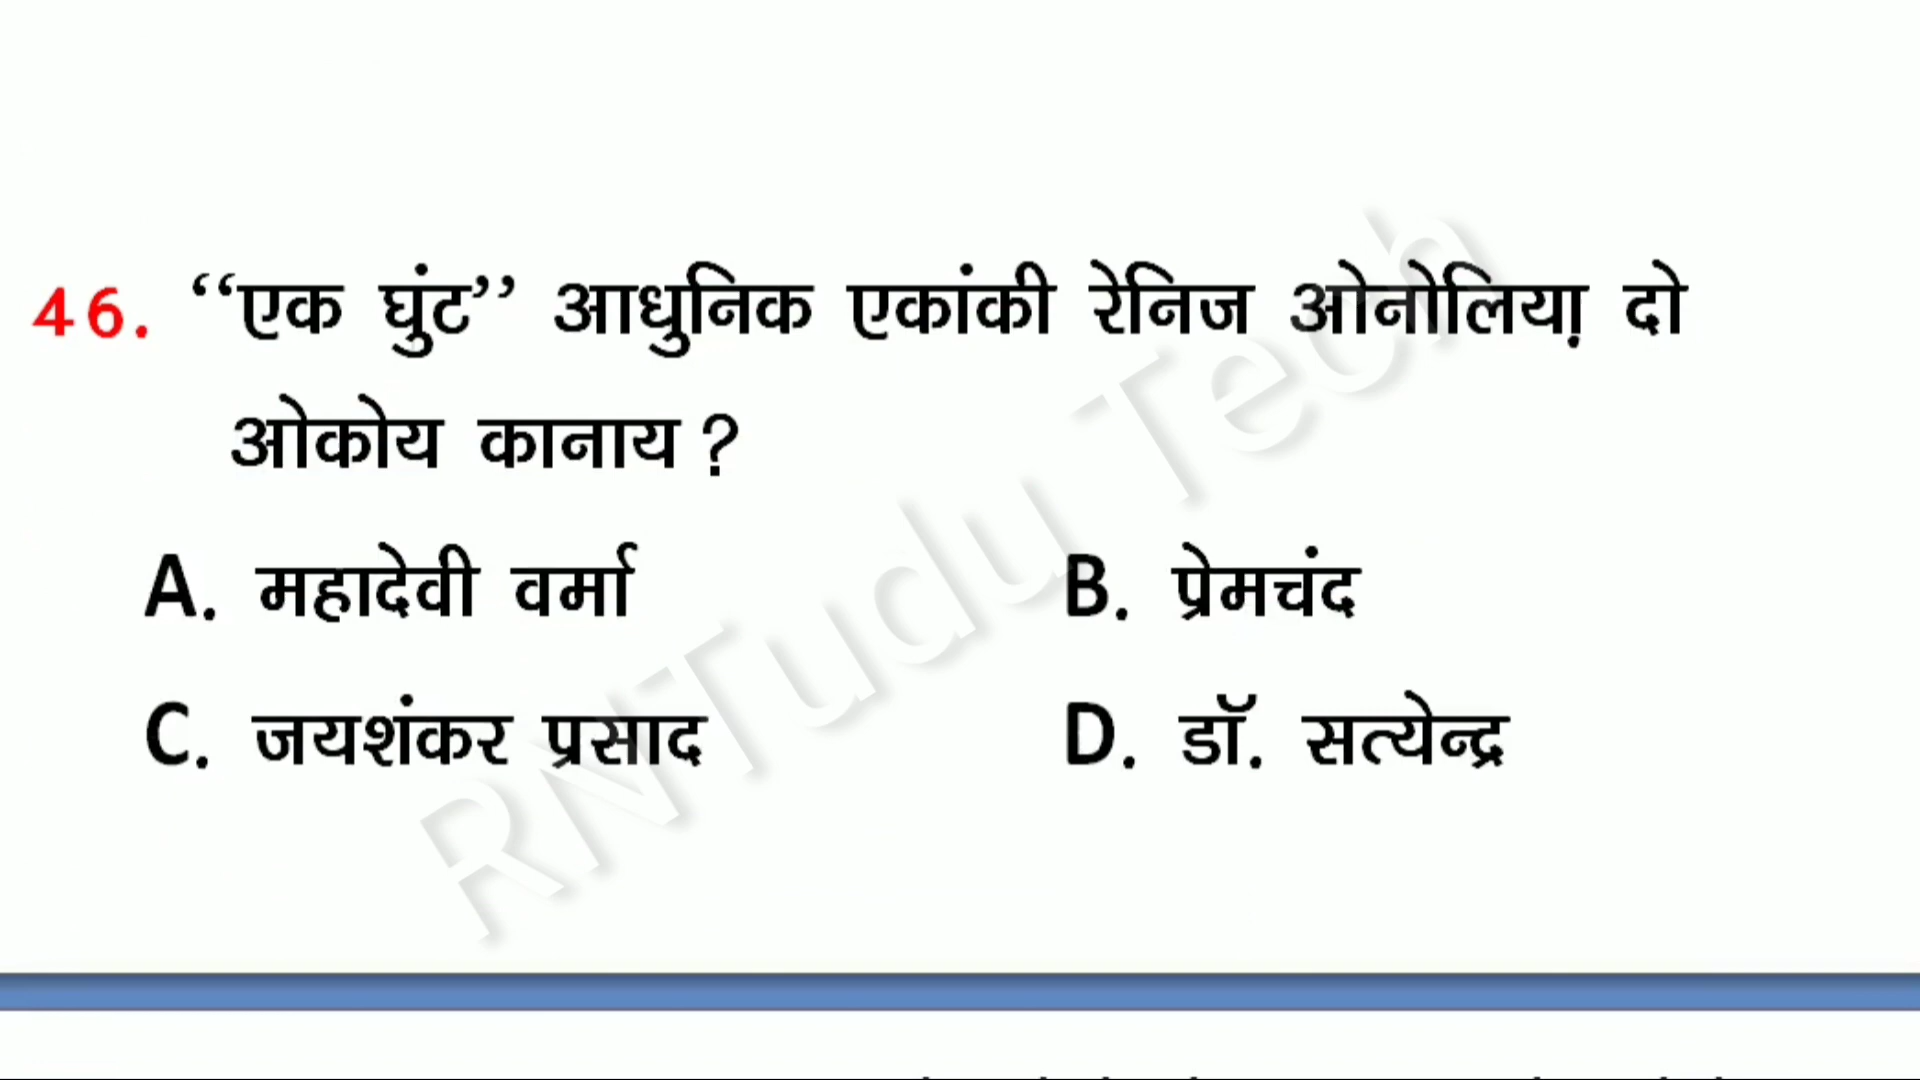 46. ‘‘एक घुंट’’ आधुनिक एकांकी रेनिज ओनोलिया़ दो
ओकोय कानाय ?
A. महादेवी वर्मा
B. प्रेमचंद
C. जयशंकर प्रसाद
D. डॉ. सत्येन्द्र
RNTudu Tech